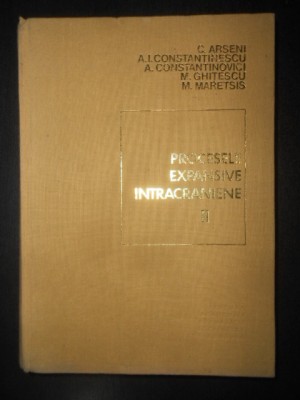 C. ARSENI
A.I.CONSTANTINESCU
A. CONSTANTINOVICI
M. GHITESCU
M. MARETSIS
PROCESELE
EXPANSIVE
INTRACRANIENE